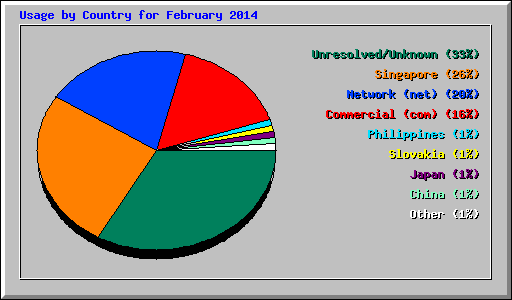 Usage by Country for February 2014
Unresolved/Unknown (33%)
Singapore (26%)
Network (net) (20%)
Commercial (com) (16%)
Philippines (1%)
Slovakia (1%)
Japan (1%)
China (1%)
Other (1%)